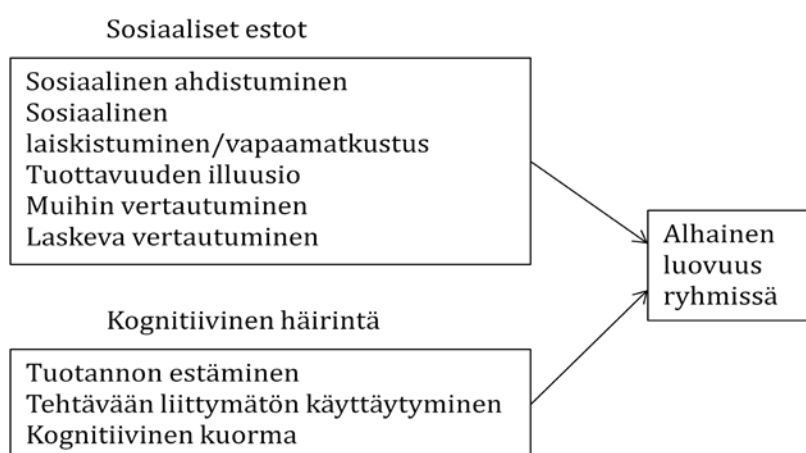 Sosiaaliset estot
Sosiaalinen ahdistuminen
Sosiaalinen
laiskistuminen/vapaamatkustus
Tuottavuuden illuusio
Muihin vertautuminen
Laskeva vertautuminen
Alhainen
luovuus
ryhmissä
Kognitiivinen häirintä
Tuotannon estäminen
Tehtävään liittymätön käyttäytyminen
Kognitiivinen kuorma